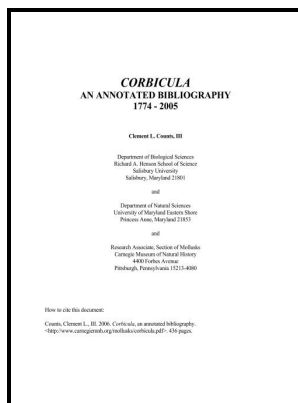 CORBICULA
AN ANNOTATED BIBLIOGRAPHY
1774 - 2005
Clement L. Counts, III
Department of Biological Sciences
Richard A. Henson School of Science
Salisbury University
Salisbury, Maryland 21801
and
Department of Natural Sciences
University of Maryland Eastern Shore
Princess Anne, Maryland 21853
and
Research Associate, Section of Mollusks
Carnegie Museum of Natural History
4400 Forbes Avenue
Pittsburgh, Pennsylvania 15213-4080
How to cite this document:
Counts, Clement L., III. 2006. Corbicula, an annotated bibliography.
<http://www.carnegiemnh.org/mollusks/corbicula.pdf>. 436 pages.